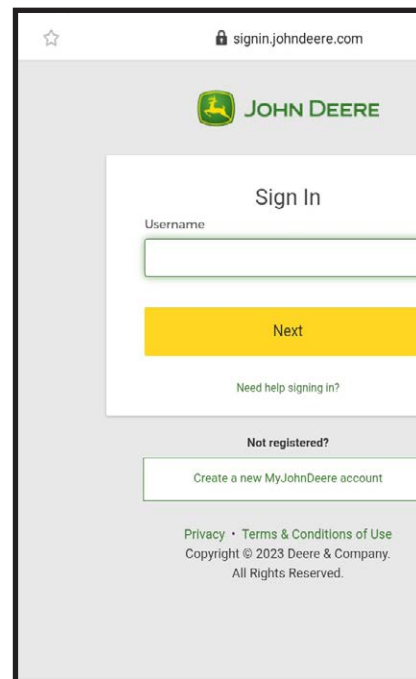 signin.johndeere.com
JOHN DEERE
Sign In
Username
Next
Need help signing in?
Not registered?
Create a new MyJohnDeere account
Privacy • Terms & Conditions of Use
Copyright © 2023 Deere & Company.
All Rights Reserved.